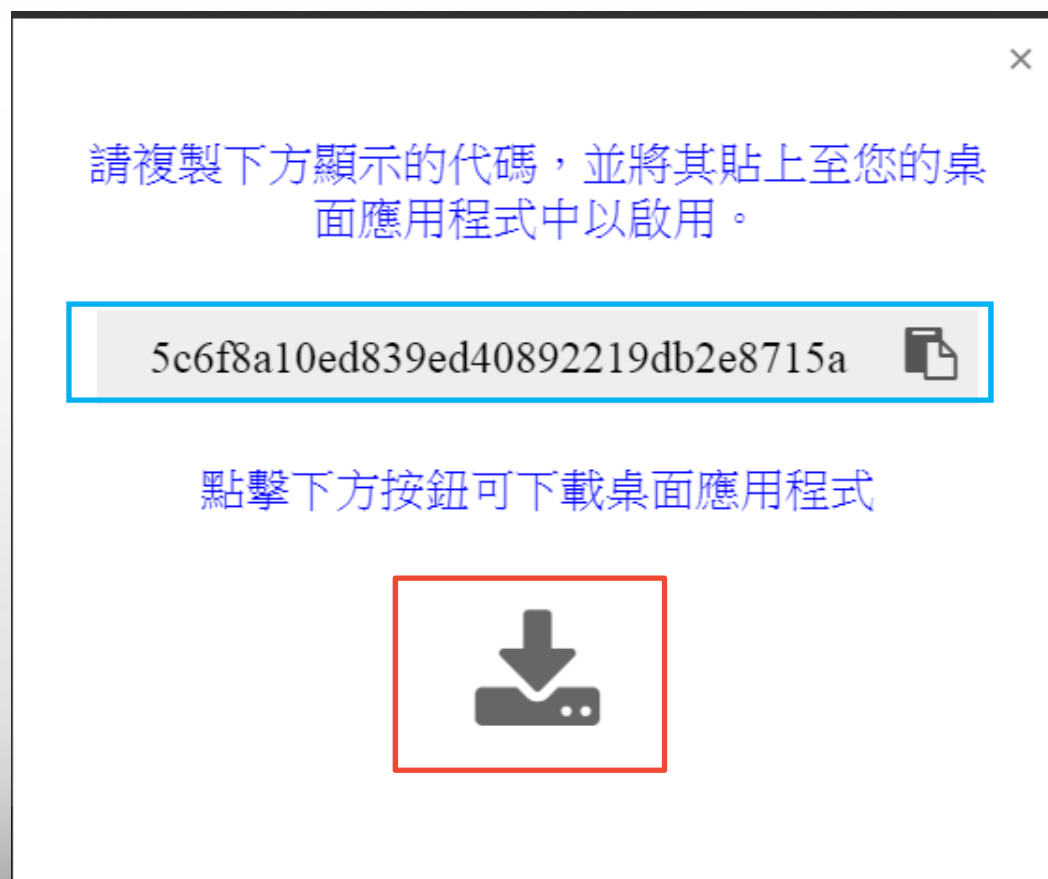 請複製下方顯示的代碼，並將其貼上至您的桌
面應用程式中以啟用。
5c6f8a10ed839ed40892219db2e8715a
點擊下方按鈕可下載桌面應用程式